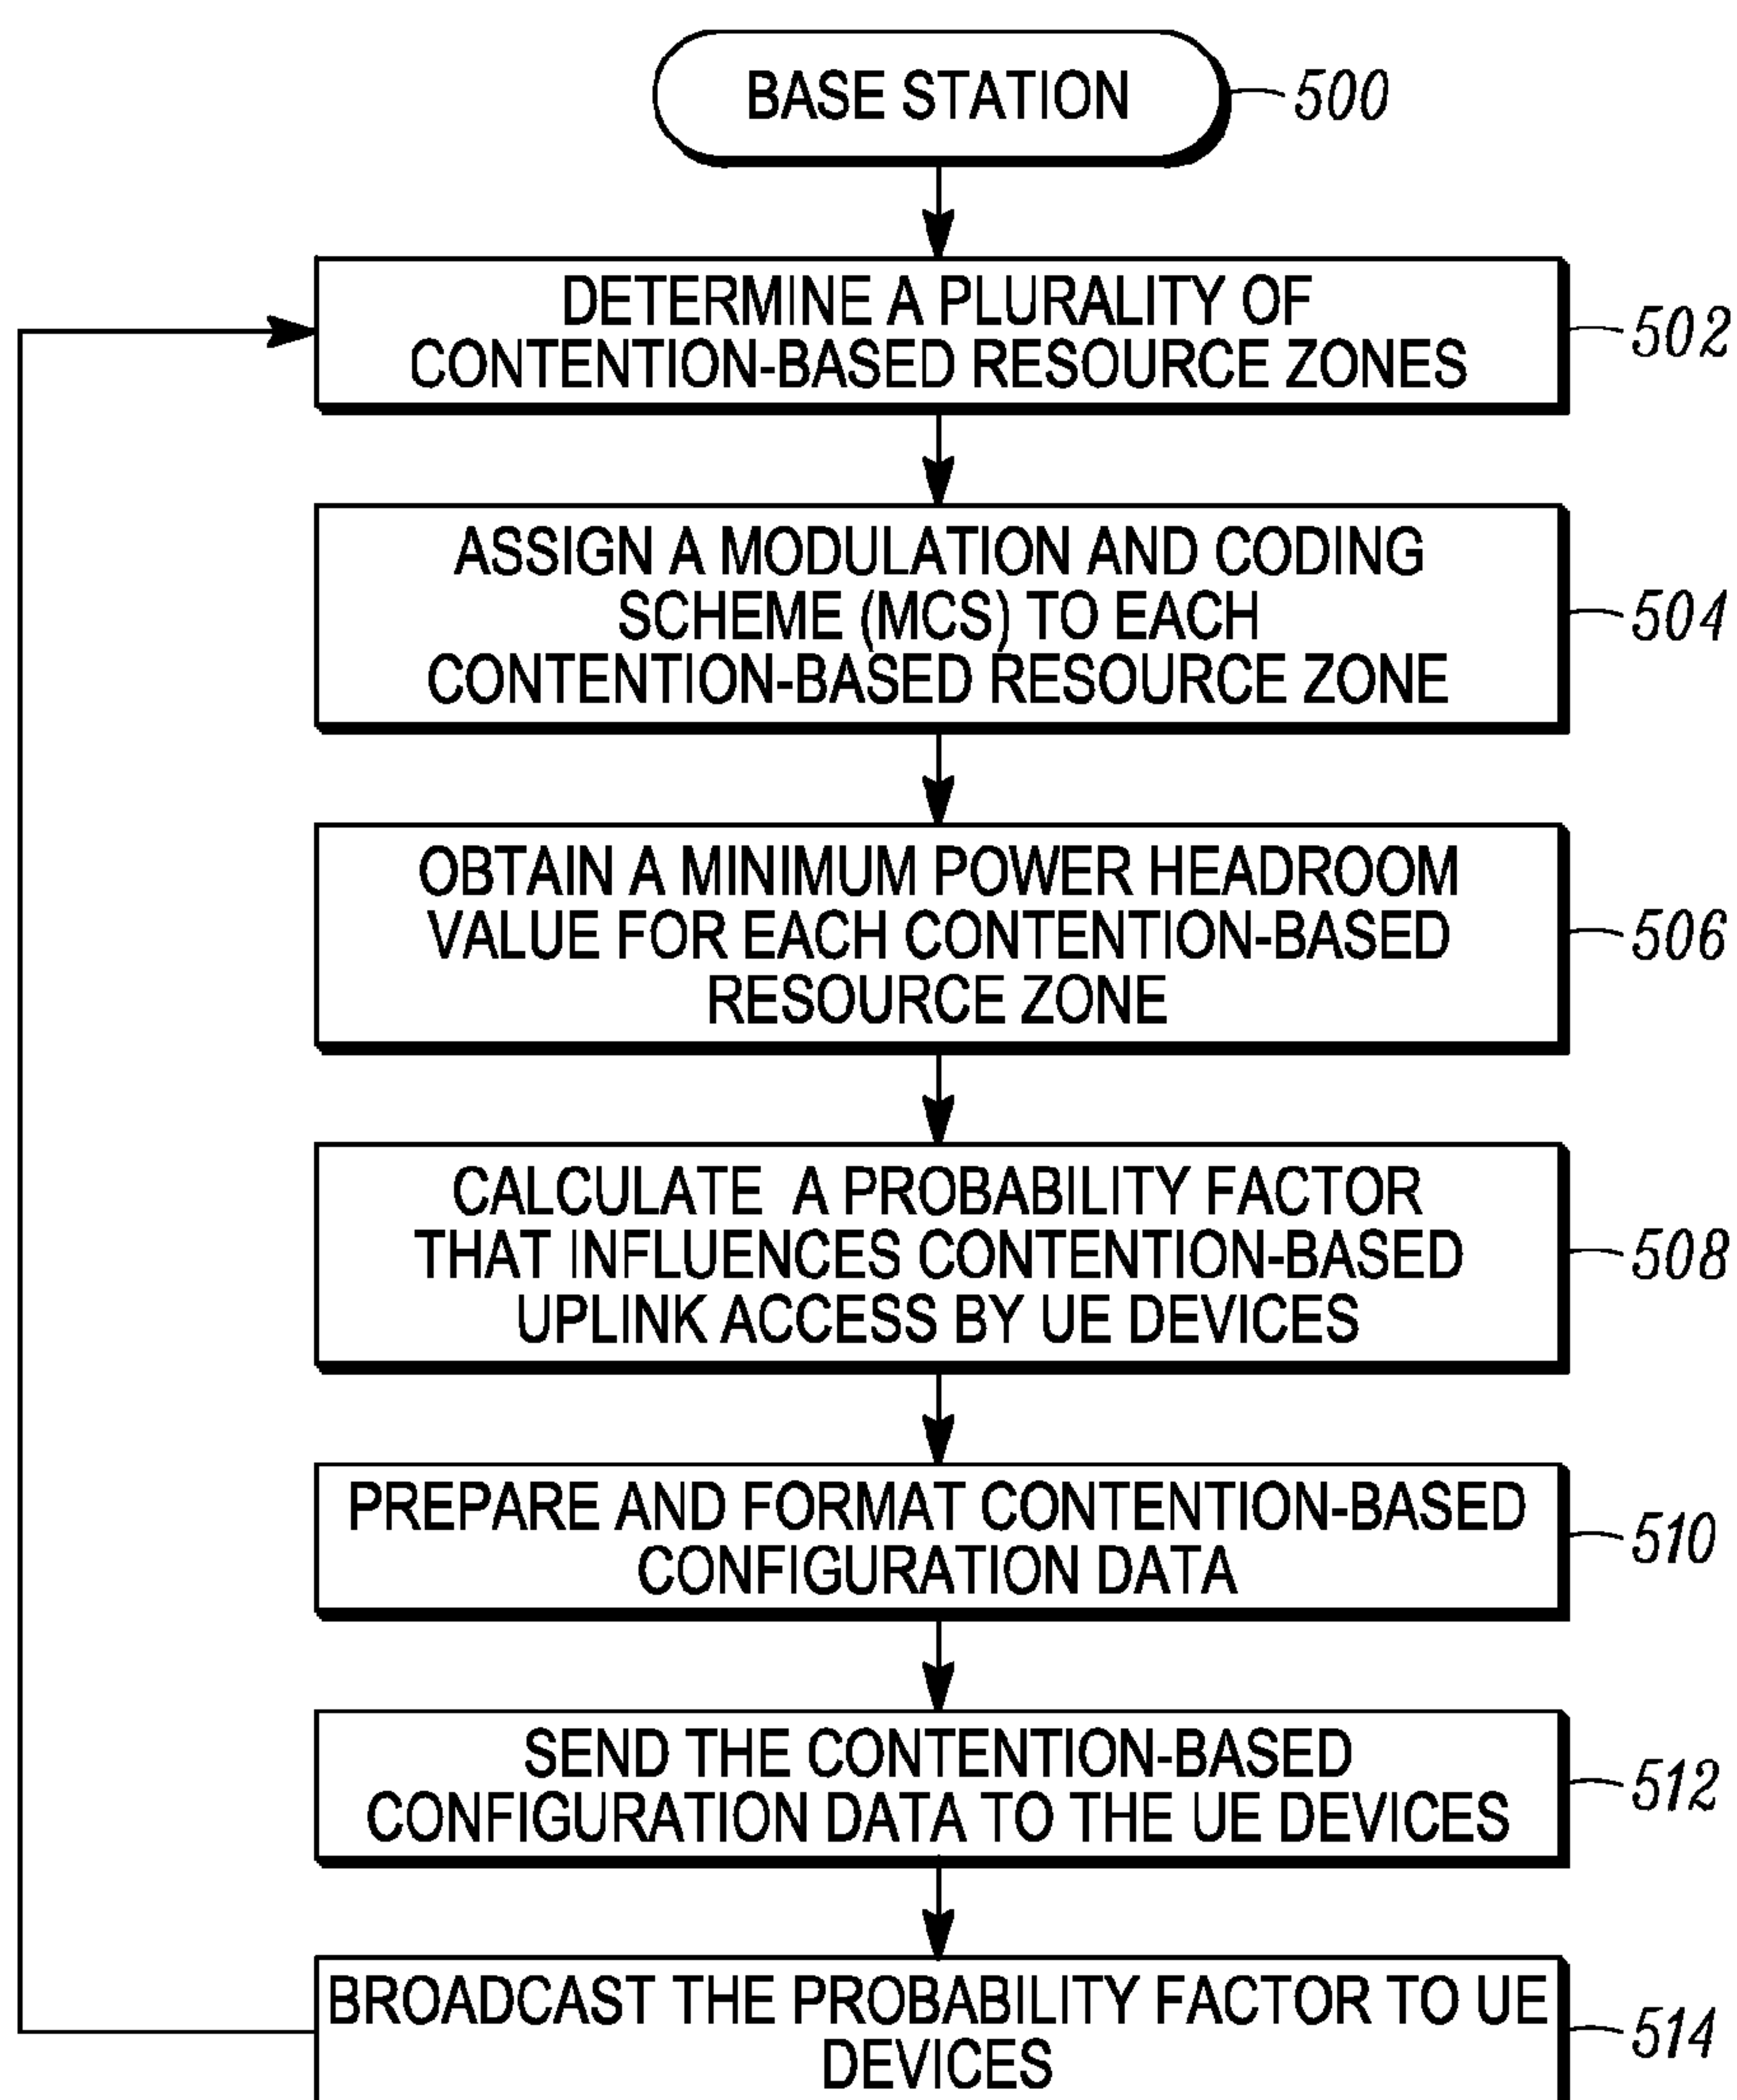 BASE STATION
500
DETERMINE A PLURALITY OF
CONTENTION-BASED RESOURCE ZONES
502
ASSIGN A MODULATION AND CODING
SCHEME (MCS) TO EACH
CONTENTION-BASED RESOURCE ZONE
504
OBTAIN A MINIMUM POWER HEADROOM
VALUE FOR EACH CONTENTION-BASED
RESOURCE ZONE
506
CALCULATE A PROBABILITY FACTOR
THAT INFLUENCES CONTENTION-BASED
UPLINK ACCESS BY UE DEVICES
508
PREPARE AND FORMAT CONTENTION-BASED
CONFIGURATION DATA
510
SEND THE CONTENTION-BASED
CONFIGURATION DATA TO THE UE DEVICES
512
BROADCAST THE PROBABILITY FACTOR TO UE
DEVICES
514